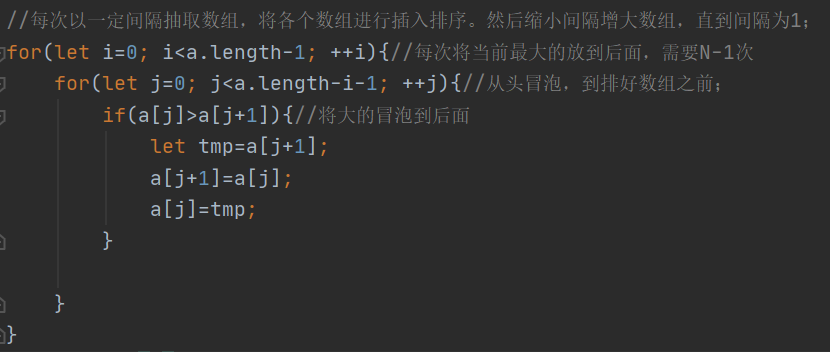 //每次以一定间隔抽取数组，将各个数组进行插入排序。然后缩小间隔增大数组，直到间隔为1；
for(let i=0; i<a.length-1; ++i){//每次将当前最大的放到后面，需要N-1次
    for(let j=0; j<a.length-i-1; ++j){//从头冒泡，到排好数组之前；
        if(a[j]>a[j+1]){//将大的冒泡到后面
            let tmp=a[j+1];
            a[j+1]=a[j];
            a[j]=tmp;
        }
    }
}